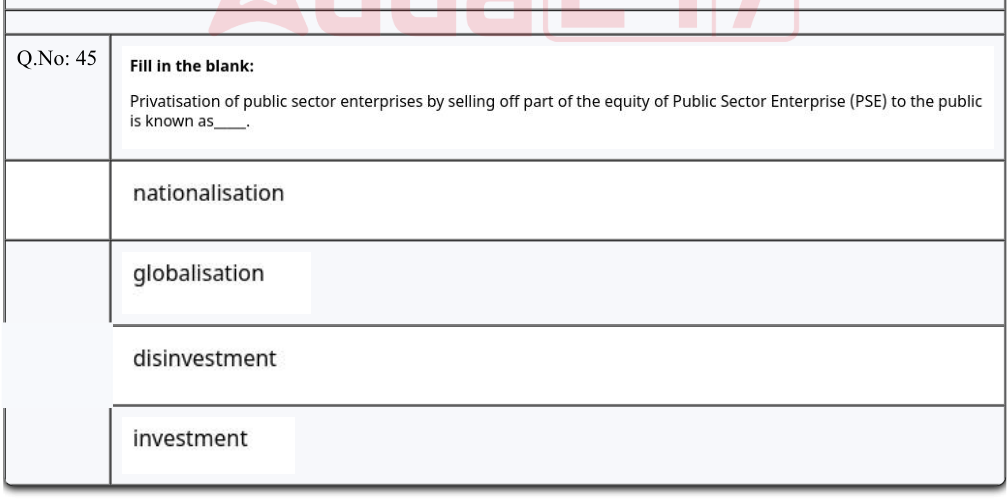 Q.No: 45
Fill in the blank:
Privatisation of public sector enterprises by selling off part of the equity of Public Sector Enterprise (PSE) to the public
is known as____.
nationalisation
globalisation
disinvestment
investment